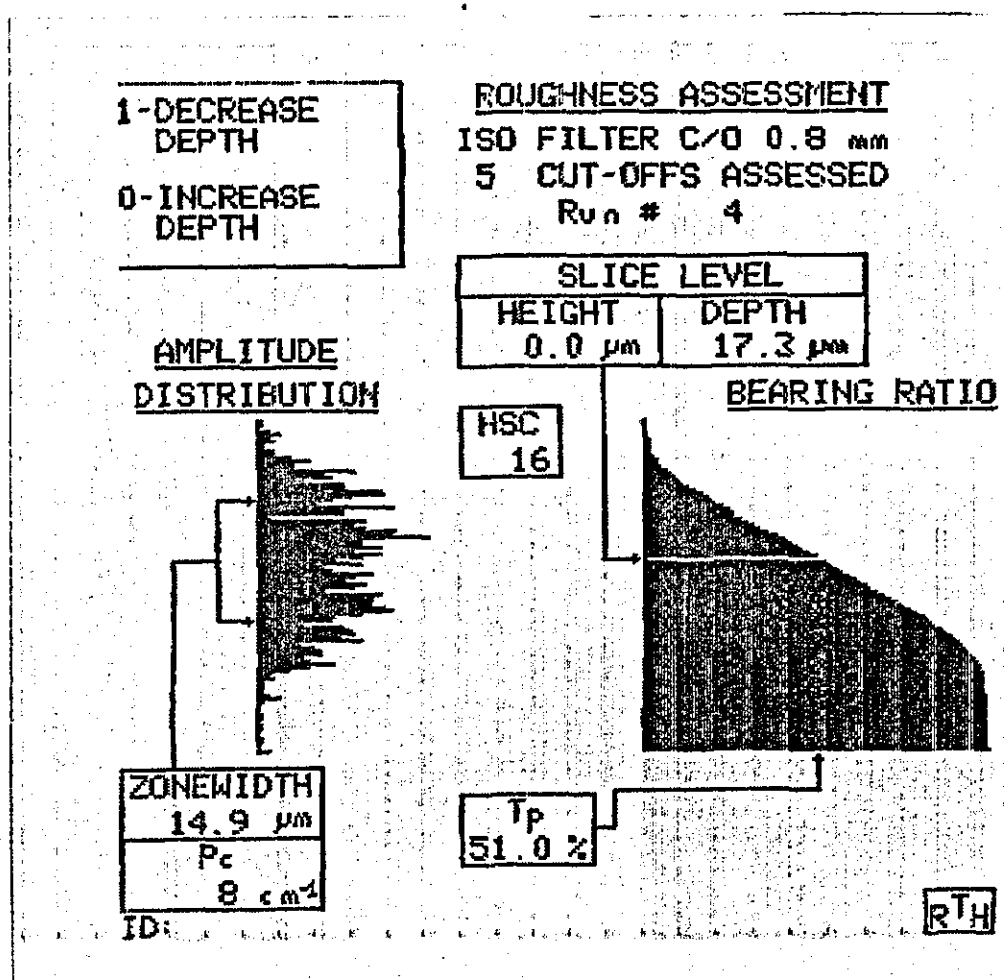 1-DECREASE
DEPTH
0-INCREASE
DEPTH
ROUGHNESS ASSESSMENT
ISO FILTER C/O 0.8 mm
5 CUT-OFFS ASSESSED
Run # 4
SLICE LEVEL
HEIGHT DEPTH
0.0 µm 17.3 µm
AMPLITUDE
DISTRIBUTION
BEARING RATIO
HSC
16
ZONEWIDTH
14.9 µm
Pc
8 cm-1
ID:
Tp
51.0 %
RTH